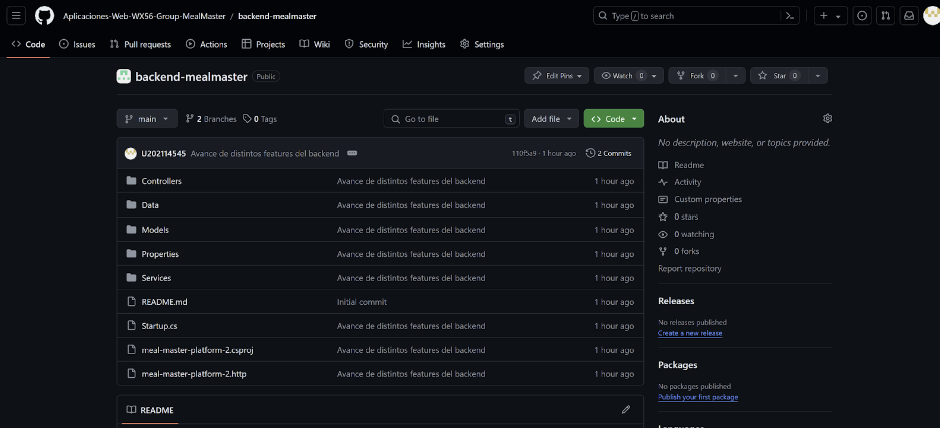 Aplicaciones-Web-WX56-Group-MealMaster / backend-mealmaster
Type / to search
Code Issues Pull requests Actions Projects Wiki Security Insights Settings
backend-mealmaster Public
Edit Pins Watch 0 Fork 0 Star 0
main 2 Branches 0 Tags Go to file t Add file Code
U202114545 Avance de distintos features del backend 110f5a9 · 1 hour ago 2 Commits
Controllers Avance de distintos features del backend 1 hour ago
Data Avance de distintos features del backend 1 hour ago
Models Avance de distintos features del backend 1 hour ago
Properties Avance de distintos features del backend 1 hour ago
Services Avance de distintos features del backend 1 hour ago
README.md Initial commit 1 hour ago
Startup.cs Avance de distintos features del backend 1 hour ago
meal-master-platform-2.csproj Avance de distintos features del backend 1 hour ago
meal-master-platform-2.http Avance de distintos features del backend 1 hour ago
README
About
No description, website, or topics provided.
Readme
Activity
Custom properties
0 stars
0 watching
0 forks
Report repository
Releases
No releases published
Create a new release
Packages
No packages published
Publish your first package
Languages